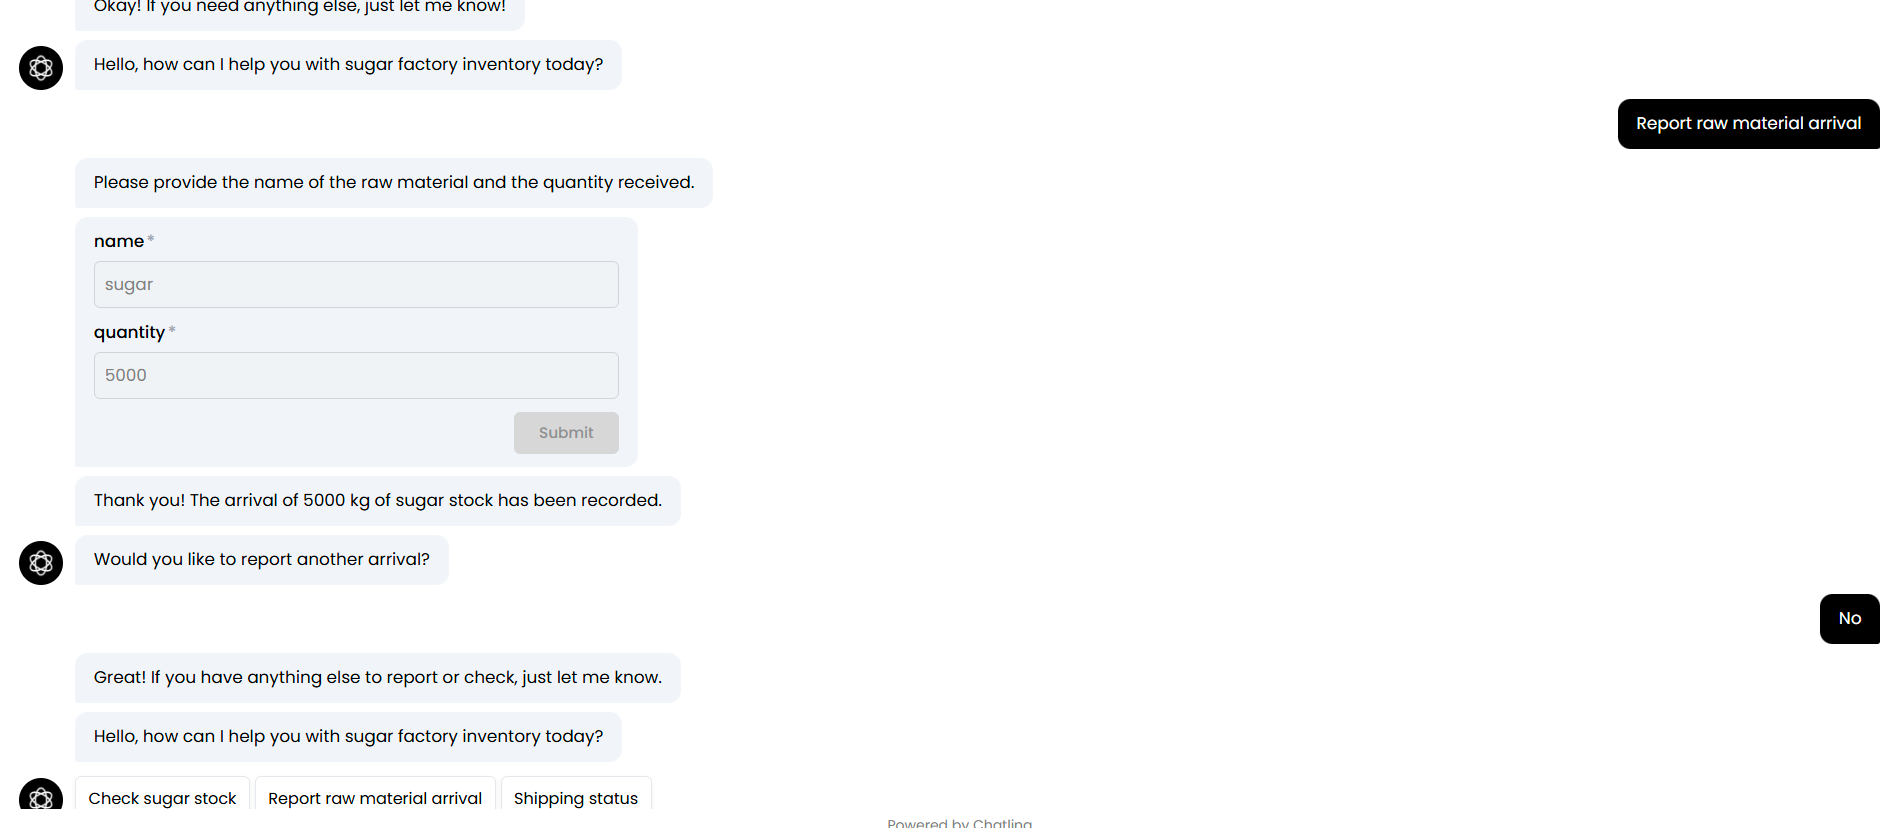 Okay! If you need anything else, just let me know!
Hello, how can I help you with sugar factory inventory today?
Report raw material arrival
Please provide the name of the raw material and the quantity received.
name *
sugar
quantity *
5000
Submit
Thank you! The arrival of 5000 kg of sugar stock has been recorded.
Would you like to report another arrival?
No
Great! If you have anything else to report or check, just let me know.
Hello, how can I help you with sugar factory inventory today?
Check sugar stock Report raw material arrival Shipping status
Powered by Chatling